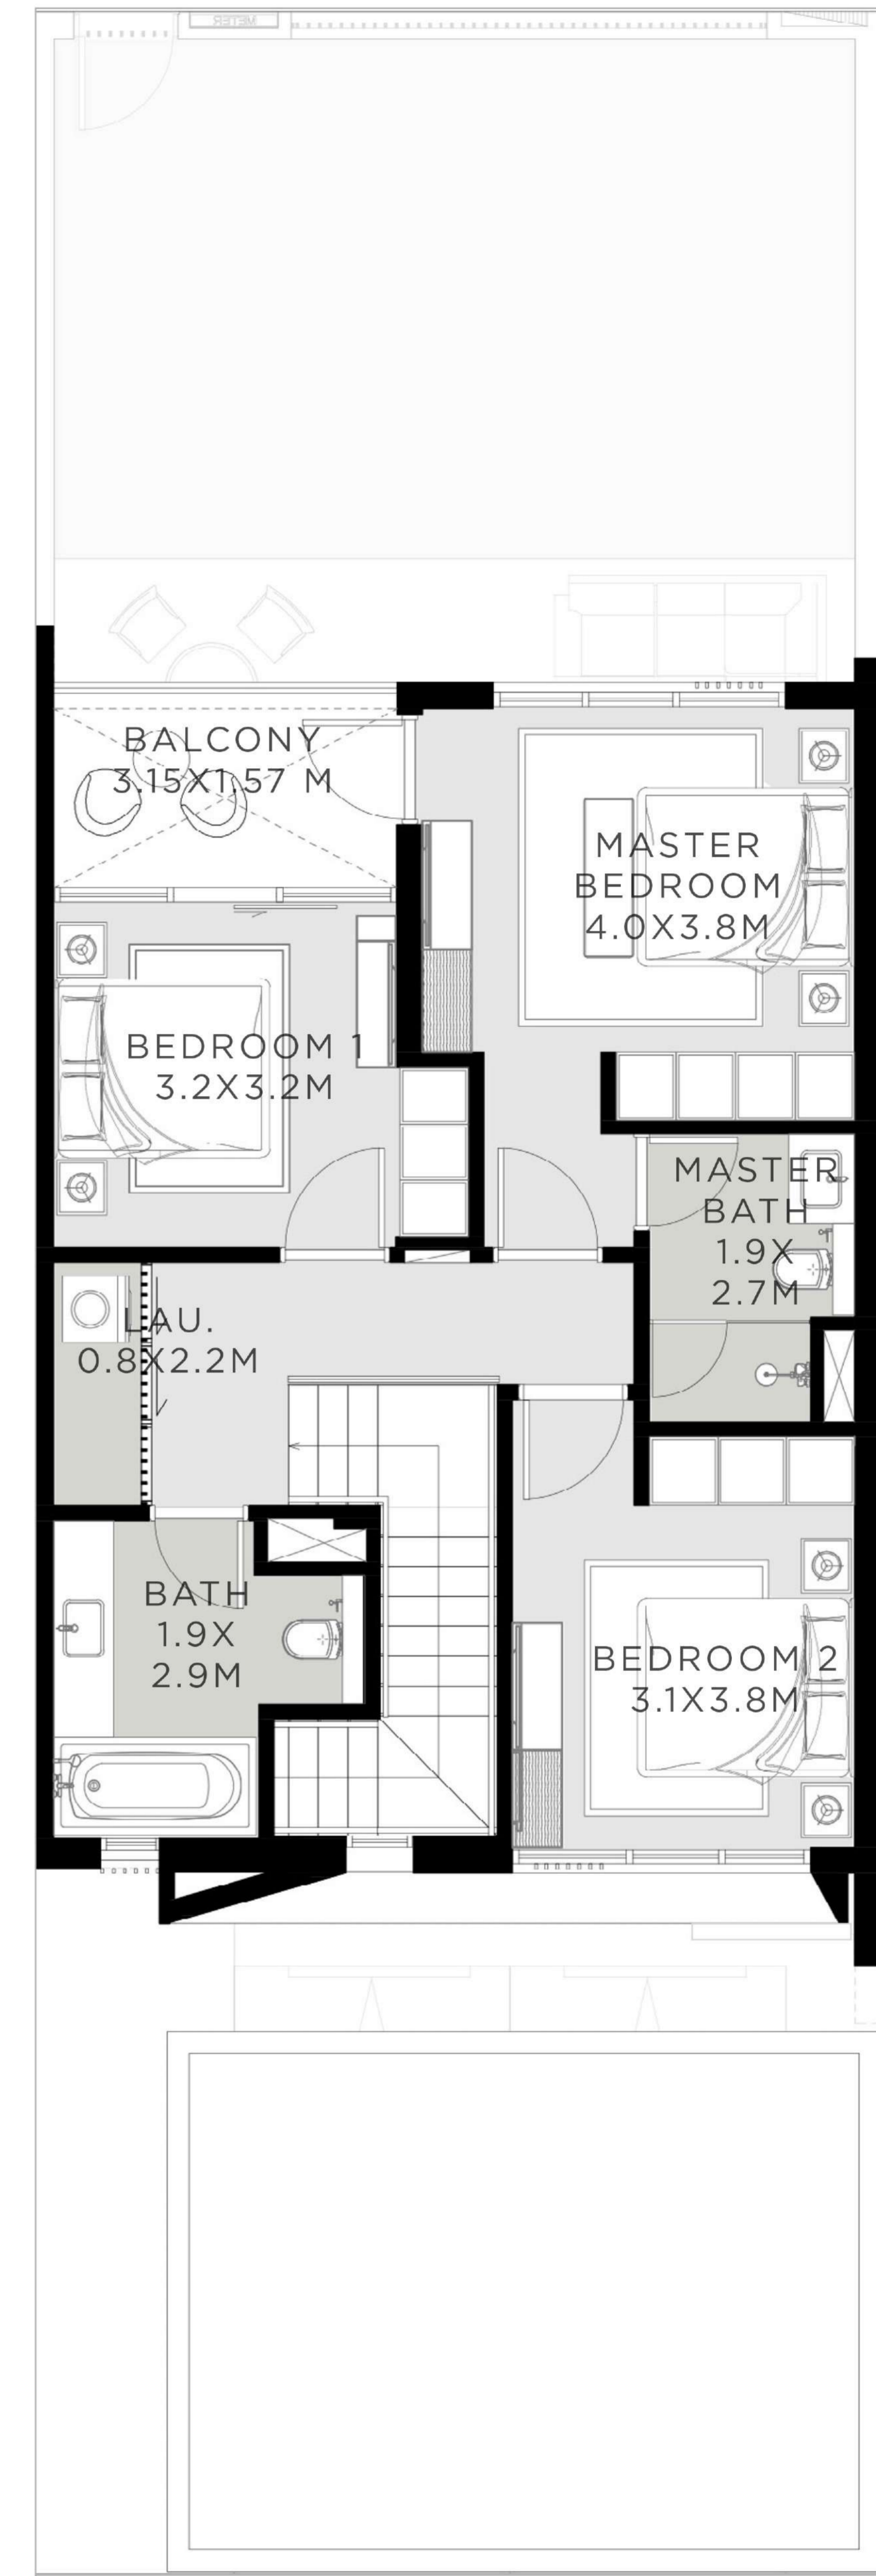 METER
BALCONY
3.15X1.57 M
MASTER
BEDROOM
4.0X3.8M
BEDROOM 1
3.2X3.2M
MASTER
BATH
1.9X
2.7M
LAU.
0.8X2.2M
BATH
1.9X
2.9M
BEDROOM 2
3.1X3.8M